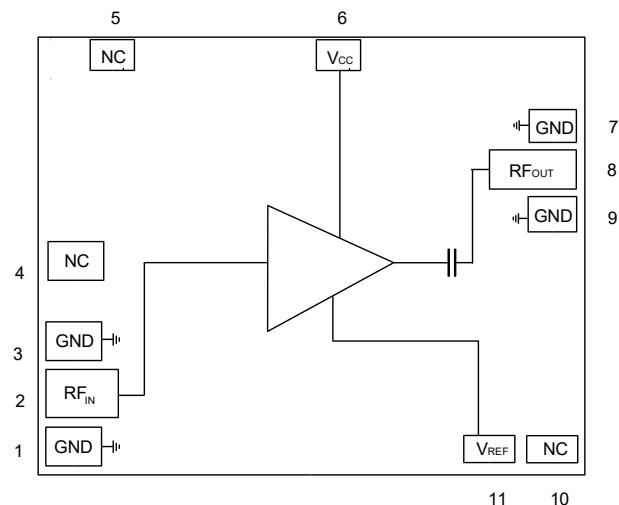 5
6
NC
VCC
GND
7
RFOUT
8
GND
9
NC
4
GND
3
RFIN
2
GND
1
VREF
NC
11
10